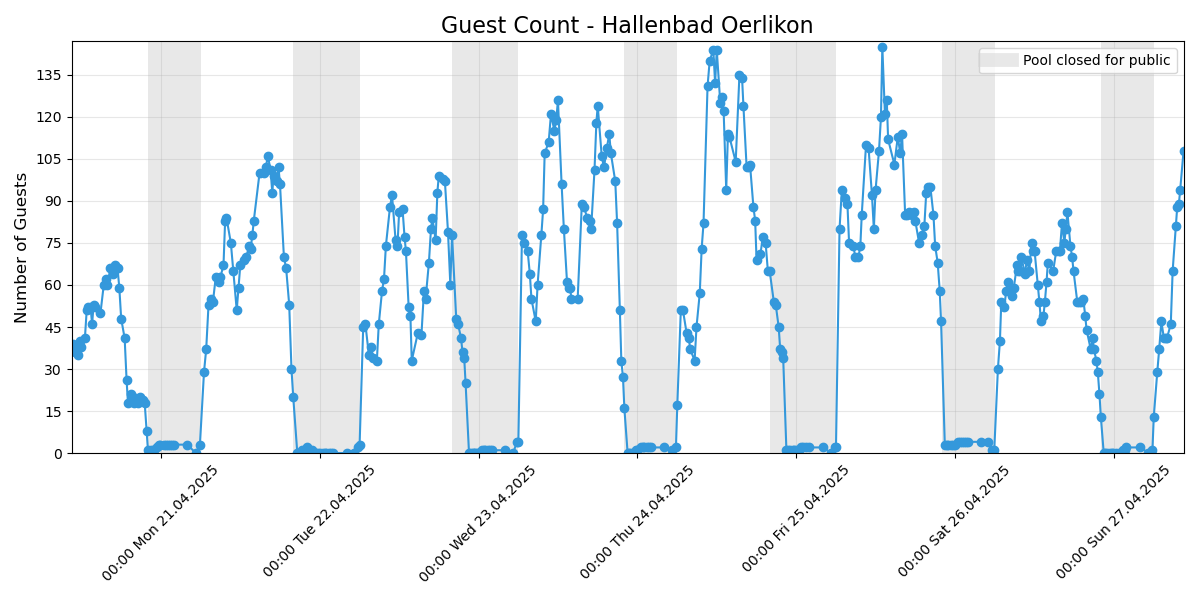 Guest Count - Hallenbad Oerlikon
Pool closed for public
Number of Guests
135
120
105
90
75
60
45
30
15
0
00:00 Mon 21.04.2025
00:00 Tue 22.04.2025
00:00 Wed 23.04.2025
00:00 Thu 24.04.2025
00:00 Fri 25.04.2025
00:00 Sat 26.04.2025
00:00 Sun 27.04.2025